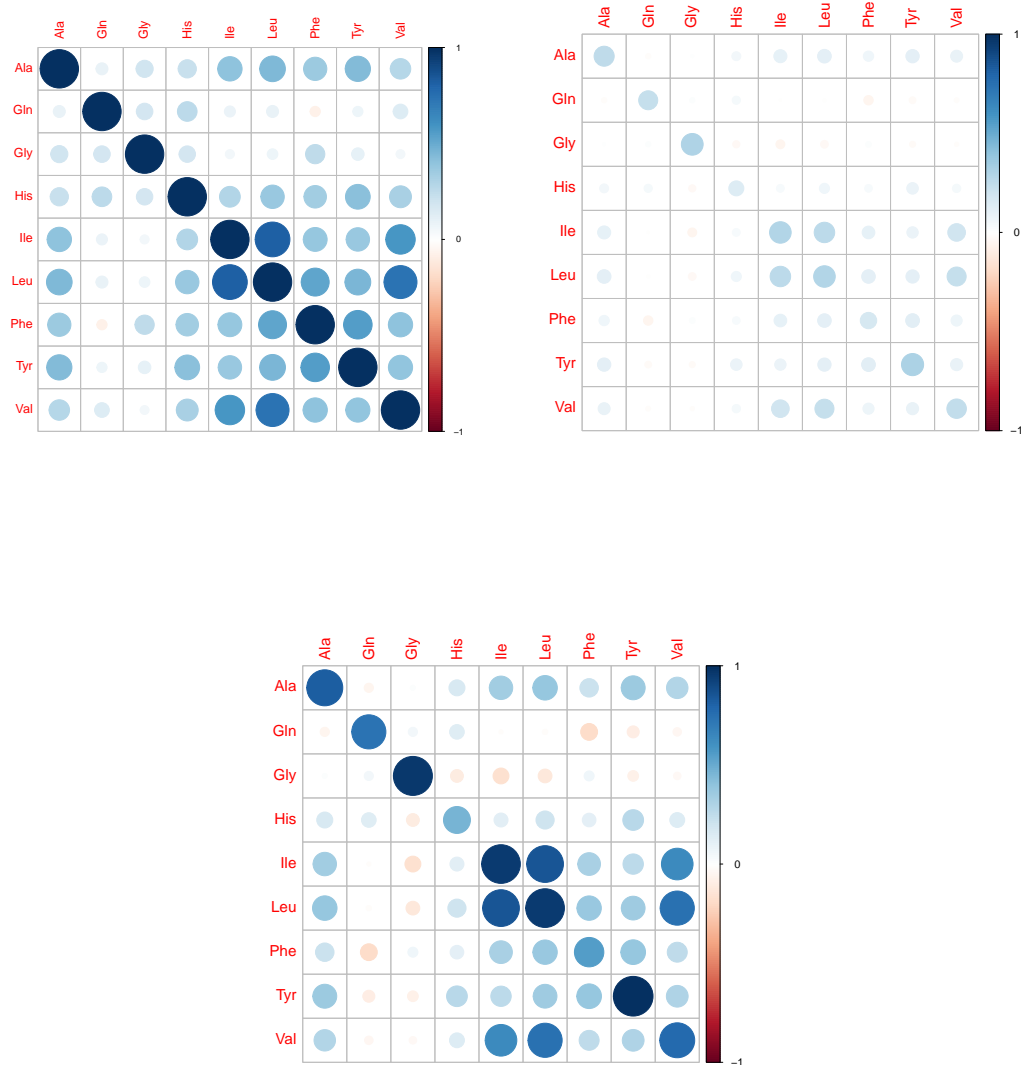 Ala Gln Gly His Ile Leu Phe Tyr Val
Ala
Gln
Gly
His
Ile
Leu
Phe
Tyr
Val
1
0
−1
Ala Gln Gly His Ile Leu Phe Tyr Val
Ala
Gln
Gly
His
Ile
Leu
Phe
Tyr
Val
1
0
−1
Ala Gln Gly His Ile Leu Phe Tyr Val
Ala
Gln
Gly
His
Ile
Leu
Phe
Tyr
Val
1
0
−1